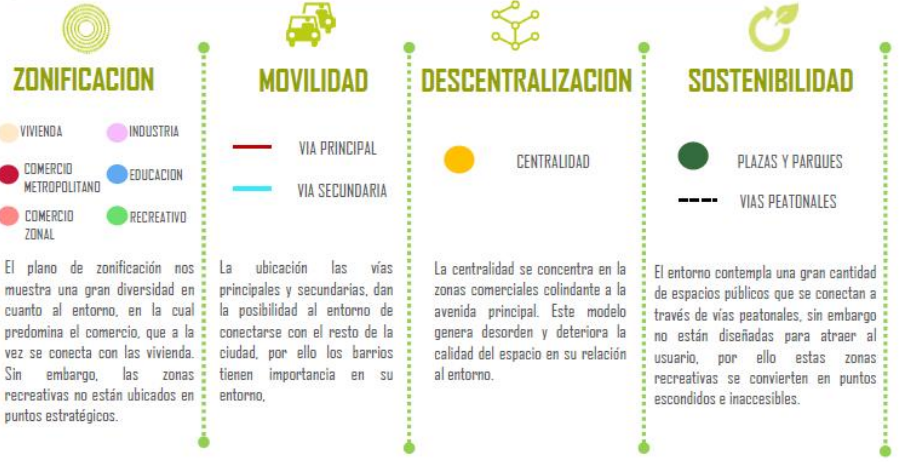 ZONIFICACION
VIVIENDA
INDUSTRIA
COMERCIO
METROPOLITANO
EDUCACION
COMERCIO
ZONAL
RECREATIVO
El plano de zonificación nos
muestra una gran diversidad en
cuanto al entorno, en la cual
predomina el comercio, que a la
vez se conecta con las vivienda.
Sin embargo, las zonas
recreativas no están ubicados en
puntos estratégicos.
MOVILIDAD
VIA PRINCIPAL
VIA SECUNDARIA
La ubicación las vías
principales y secundarias, dan
la posibilidad al entorno de
conectarse con el resto de la
ciudad, por ello los barrios
tienen importancia en su
entorno,
DESCENTRALIZACION
CENTRALIDAD
La centralidad se concentra en la
zonas comerciales colindante a la
avenida principal. Este modelo
genera desorden y deteriora la
calidad del espacio en su relación
al entorno.
SOSTENIBILIDAD
PLAZAS Y PARQUES
VIAS PEATONALES
El entorno contempla una gran cantidad
de espacios públicos que se conectan a
través de vías peatonales, sin embargo
no están diseñadas para atraer al
usuario, por ello estas zonas
recreativas se convierten en puntos
escondidos e inaccesibles.